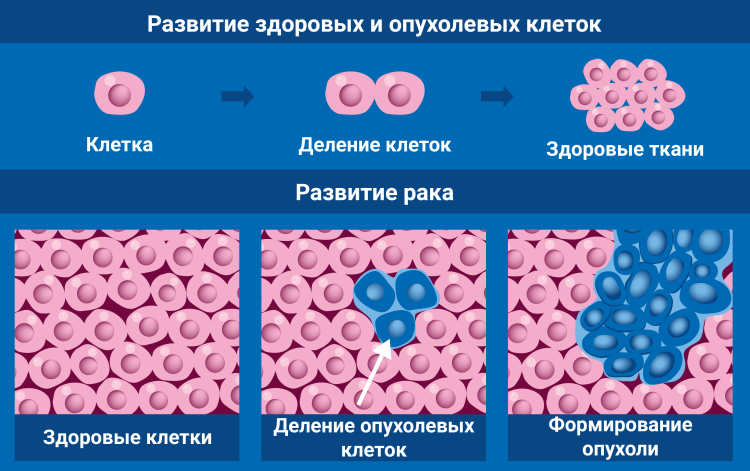 Развитие здоровых и опухолевых клеток
Клетка
Деление клеток
Здоровые ткани
Развитие рака
Здоровые клетки
Деление опухолевых
клеток
Формирование
опухоли